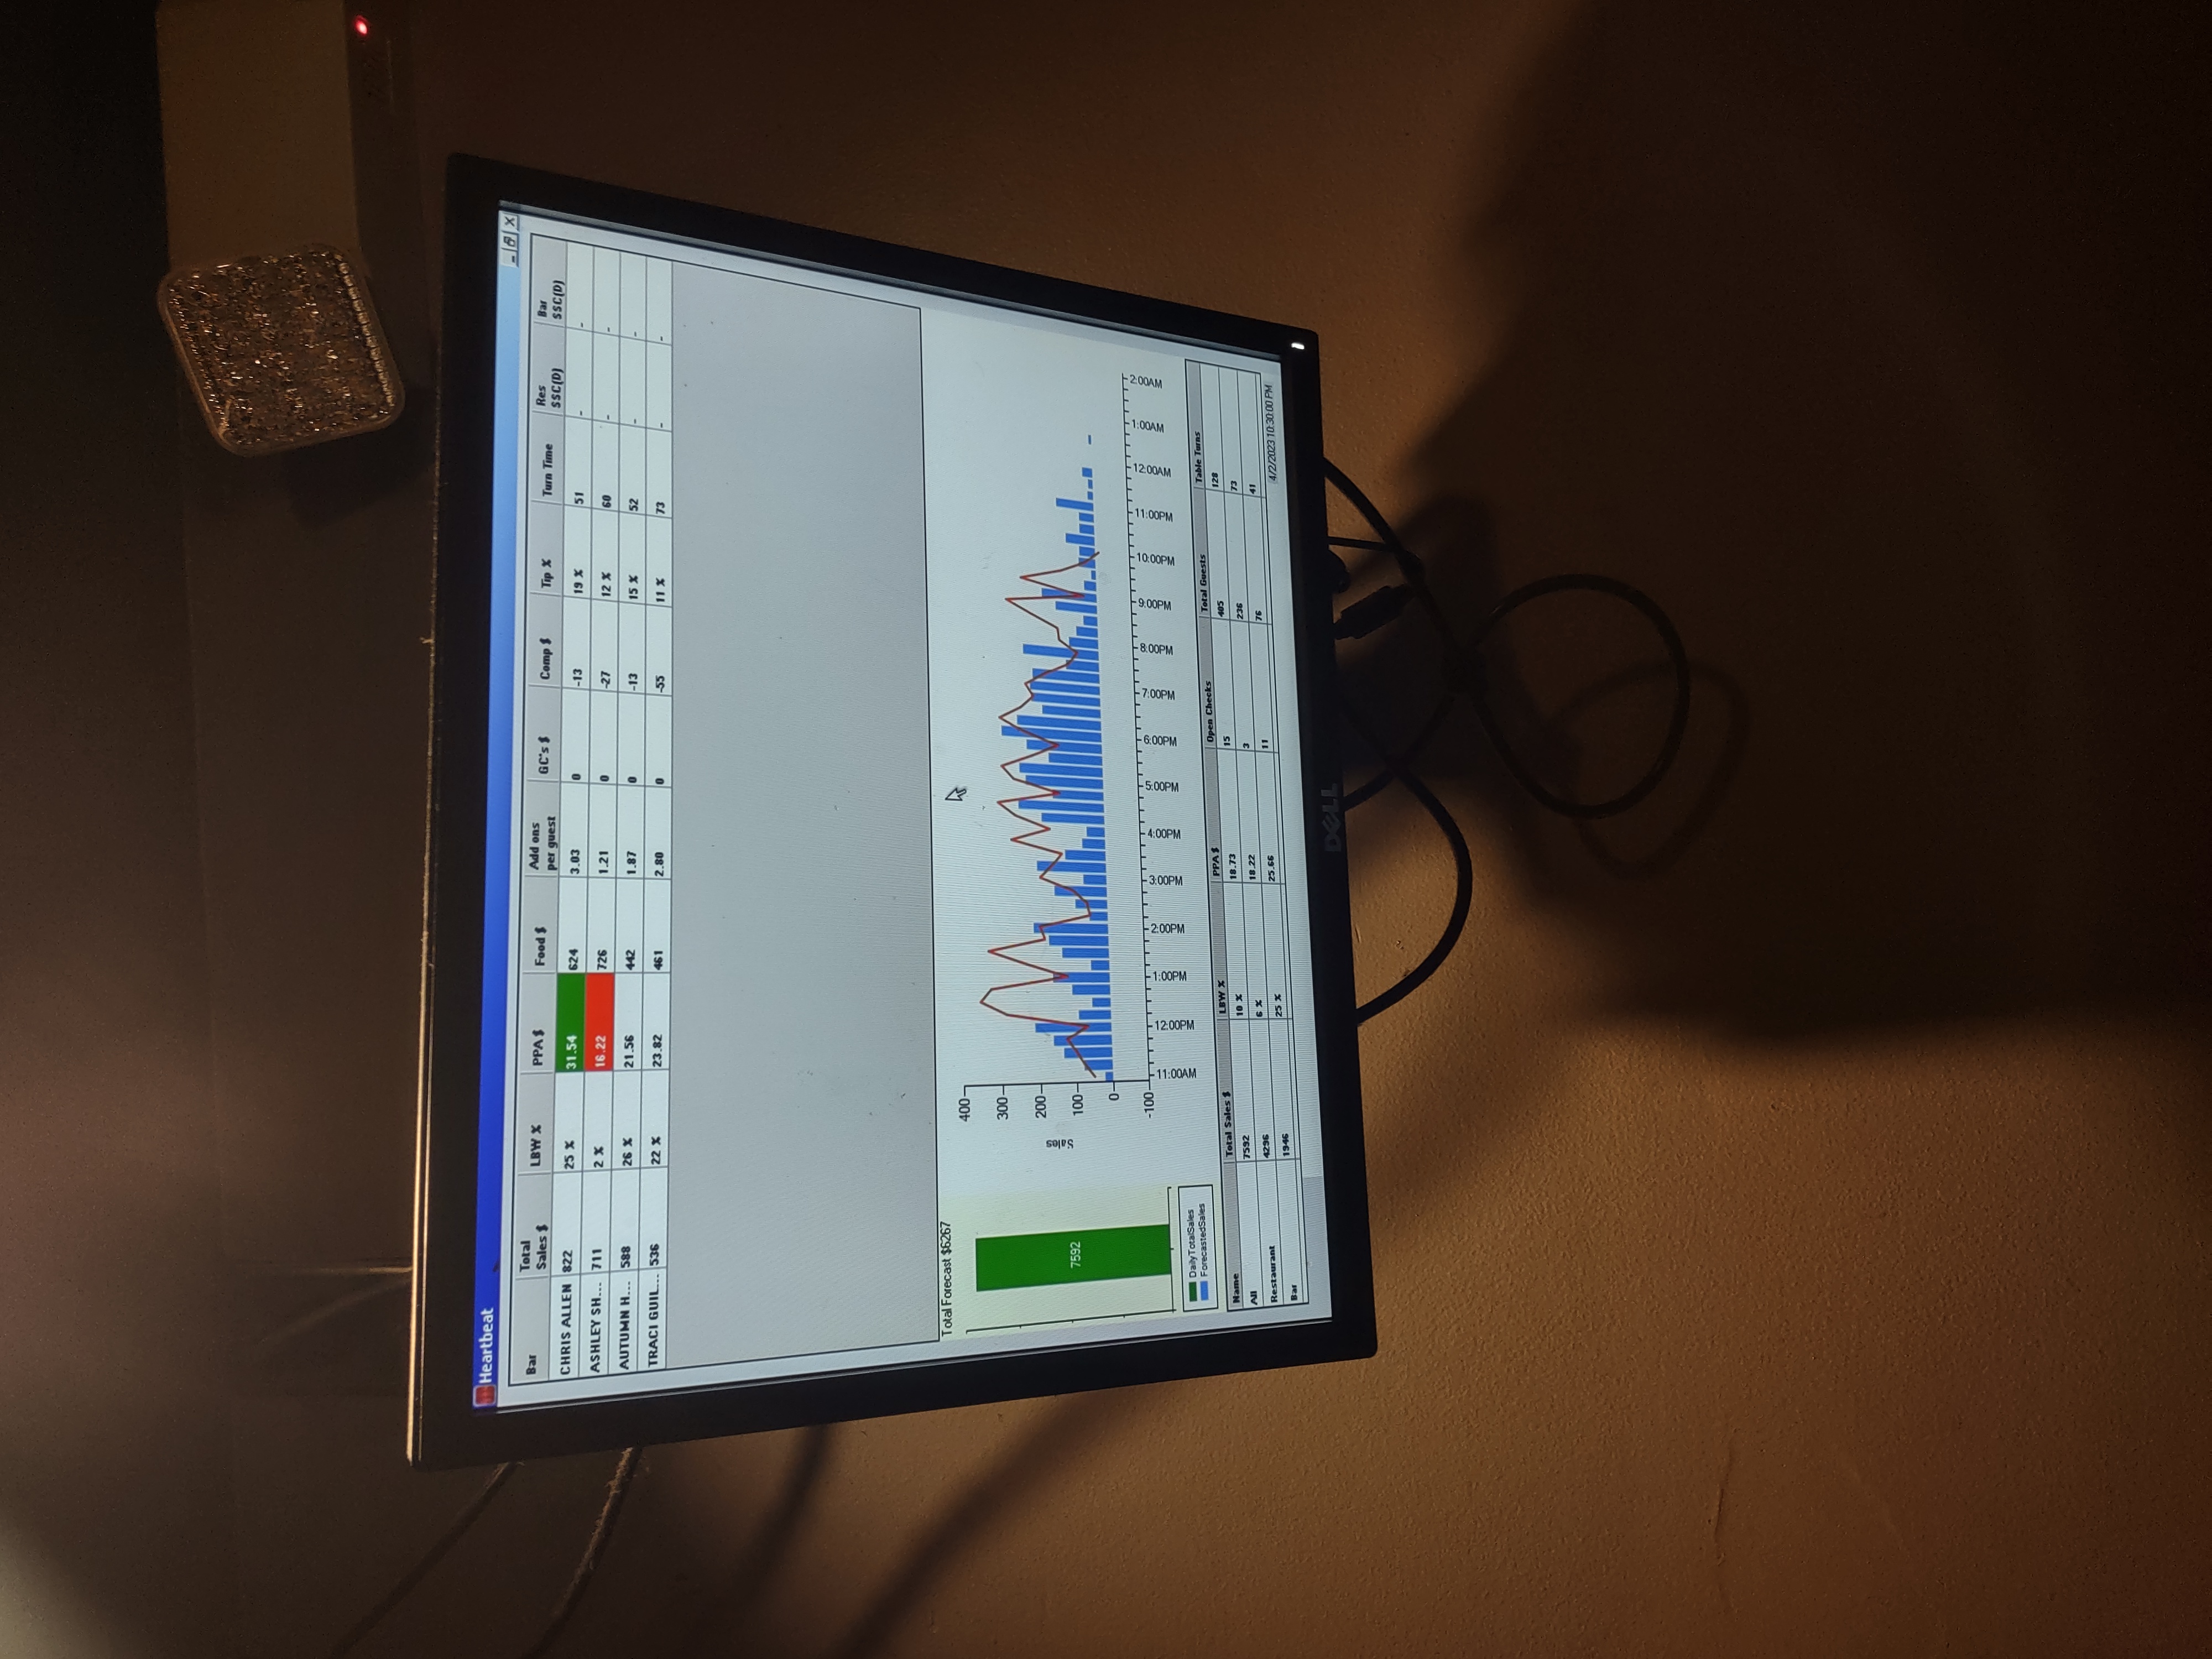 Heartbeat
Bar Total Sales $ LBW % PPA $ Food $ Add ons per guest GC's $ Comp $ Tip % Turn Time Res $SC(D) Bar $SC(D)
CHRIS ALLEN 822 25 % 31.54 624 3.03 0 -13 19 % 51 - -
ASHLEY SH... 711 2 % 16.22 726 1.21 0 -27 12 % 60 - -
AUTUMN H... 588 26 % 21.56 442 1.87 0 -13 15 % 52 - -
TRACI GUIL... 536 22 % 23.82 461 2.80 0 -55 11 % 73 - -
Total Forecast $6267
7592
DailyTotalSales
ForecastedSales
Sales
400
300
200
100
0
-100
11:00AM 12:00PM 1:00PM 2:00PM 3:00PM 4:00PM 5:00PM 6:00PM 7:00PM 8:00PM 9:00PM 10:00PM 11:00PM 12:00AM 1:00AM 2:00AM
Name Total Sales $ LBW % PPA $ Open Checks Total Guests Table Turns
All 7592 10 % 18.73 15 405 128
Restaurant 4296 6 % 18.22 3 236 73
Bar 1946 25 % 25.66 11 76 41
4/2/2023 10:30:00 PM
DELL